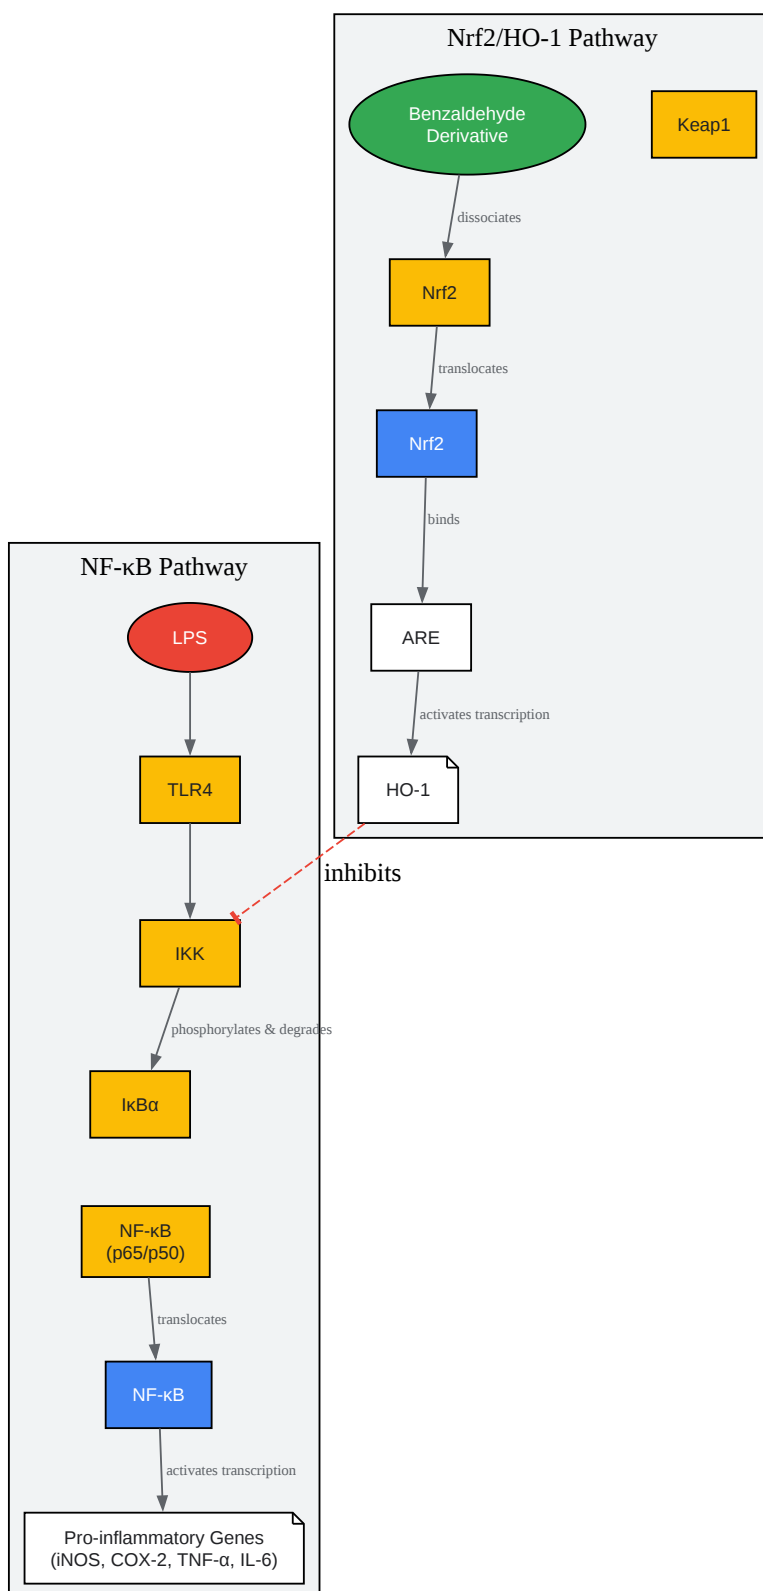 Nrf2/HO-1 Pathway
Benzaldehyde
Derivative
Keap1
dissociates
Nrf2
translocates
Nrf2
binds
ARE
activates transcription
HO-1
inhibits
NF-κB Pathway
LPS
TLR4
IKK
phosphorylates & degrades
IκBα
NF-κB
(p65/p50)
translocates
NF-κB
activates transcription
Pro-inflammatory Genes
(iNOS, COX-2, TNF-α, IL-6)